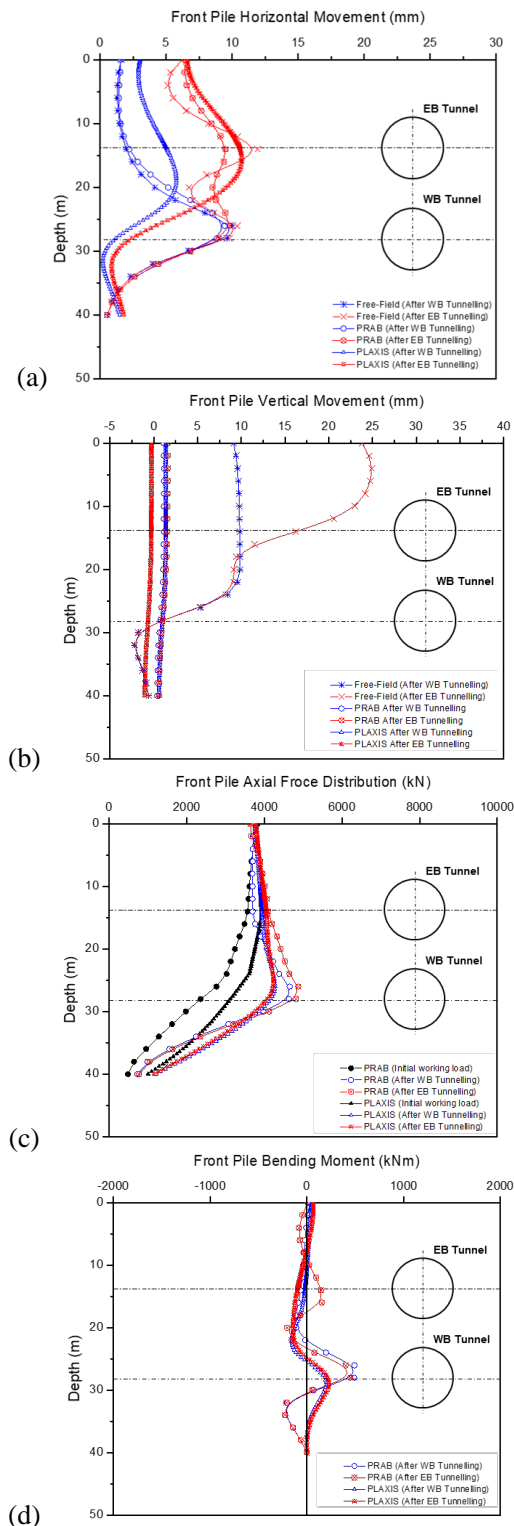 Front Pile Horizontal Movement (mm)
0 5 10 15 20 25 30
0
10
20
30
40
50
Depth (m)
EB Tunnel
WB Tunnel
Free-Field (After WB Tunnelling)
Free-Field (After EB Tunnelling)
PRAB (After WB Tunnelling)
PRAB (After EB Tunnelling)
PLAXIS (After WB Tunnelling)
PLAXIS (After EB Tunnelling)
(a)
Front Pile Vertical Movement (mm)
-5 0 5 10 15 20 25 30 35 40
0
10
20
30
40
50
Depth (m)
EB Tunnel
WB Tunnel
Free-Field (After WB Tunnelling)
Free-Field (After EB Tunnelling)
PRAB After WB Tunnelling)
PRAB After EB Tunnelling)
PLAXIS After WB Tunnelling)
PLAXIS After EB Tunnelling)
(b)
Front Pile Axial Froce Distribution (kN)
0 2000 4000 6000 8000 10000
0
10
20
30
40
50
Depth (m)
EB Tunnel
WB Tunnel
PRAB (Initial working load)
PRAB (After WB Tunnelling)
PRAB (After EB Tunnelling)
PLAXIS (Initial working load)
PLAXIS (After WB Tunnelling)
PLAXIS (After EB Tunnelling)
(c)
Front Pile Bending Moment (kNm)
-2000 -1000 0 1000 2000
0
10
20
30
40
50
Depth (m)
EB Tunnel
WB Tunnel
PRAB (After WB Tunnelling)
PRAB (After EB Tunnelling)
PLAXIS (After WB Tunnelling)
PLAXIS (After EB Tunnelling)
(d)